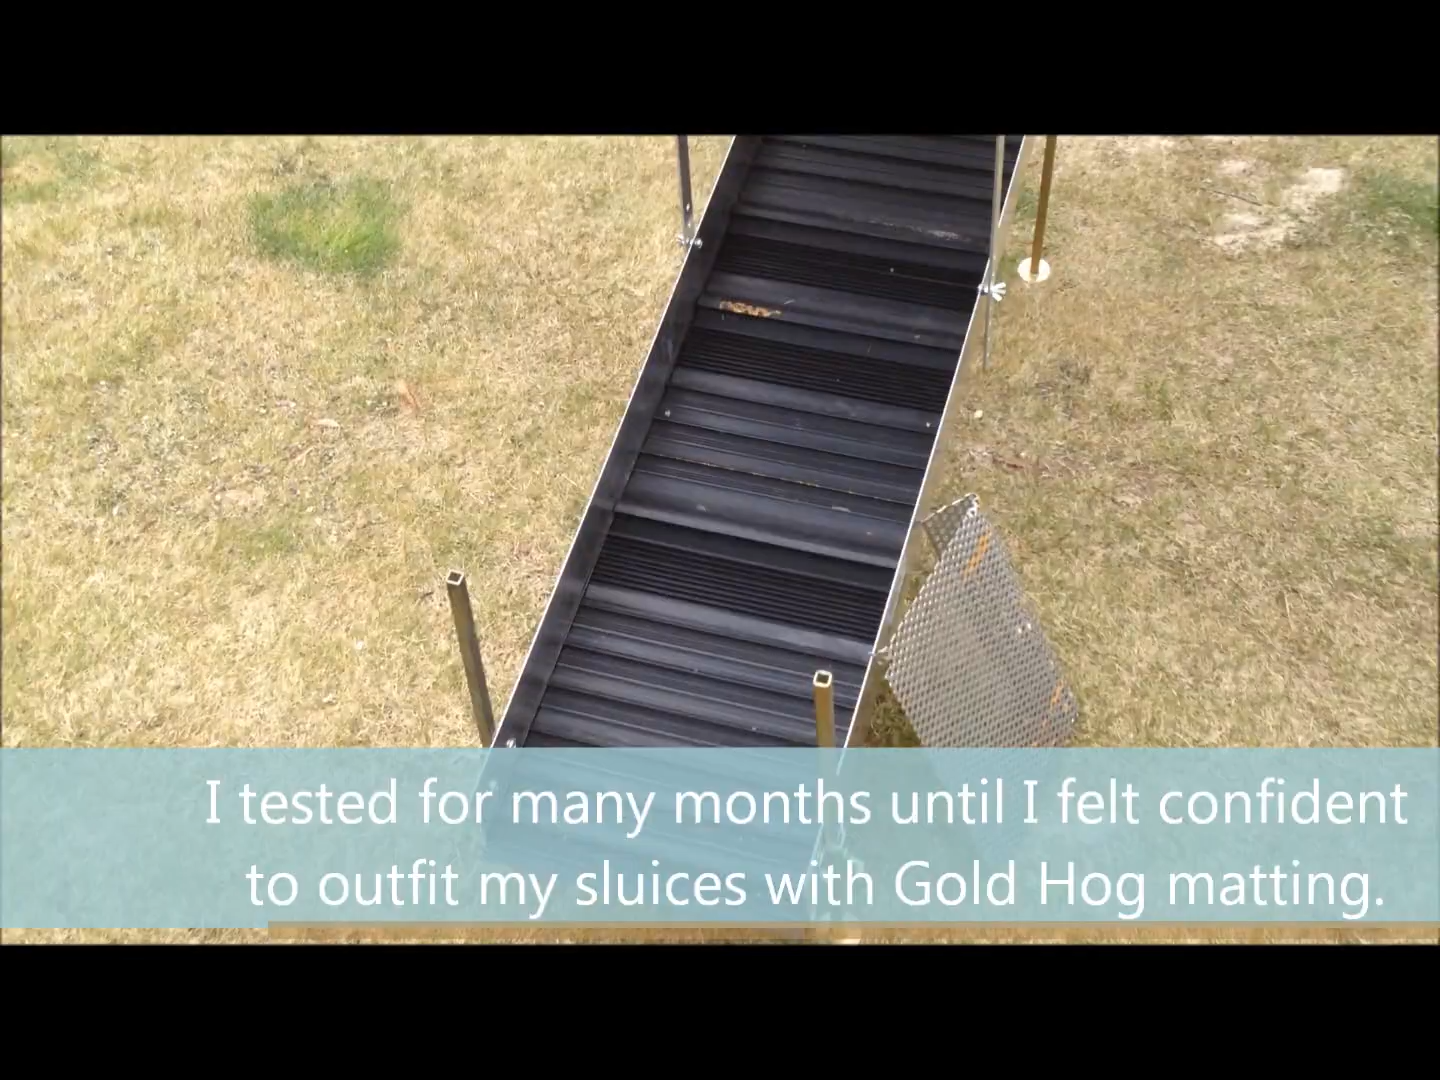 I tested for many months until I felt confident
to outfit my sluices with Gold Hog matting.